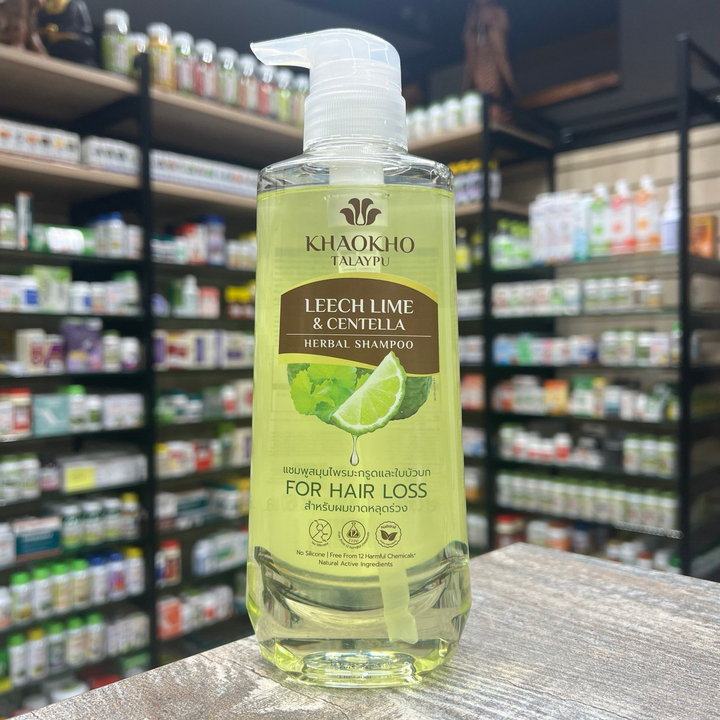 KHAOKHO
TALAYPU
LEECH LIME
& CENTELLA
HERBAL SHAMPOO
แชมพูสมุนไพรมะกรูดและใบบัวบก
FOR HAIR LOSS
สำหรับผมขาดหลุดร่วง
No Silicone | Free From 12 Harmful Chemicals*
Natural Active Ingredients